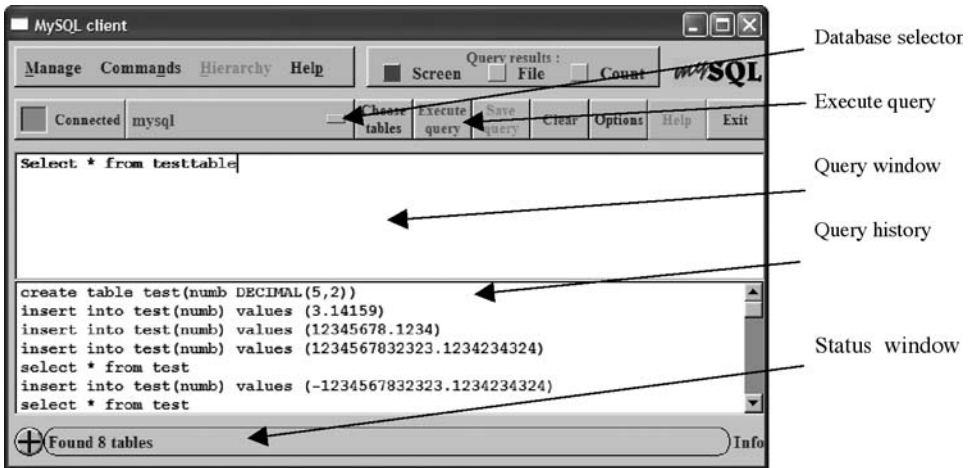 MySQL client
Manage Commands Hierarchy Help
Query results :
Screen File Count
mySQL
Database selector
Connected mysql
Choose tables
Execute query
Save query
Clear Options Help Exit
Execute query
Select * from testtable
Query window
Query history
create table test(numb DECIMAL(5,2))
insert into test(numb) values (3.14159)
insert into test(numb) values (12345678.1234)
insert into test(numb) values (1234567832323.1234234324)
select * from test
insert into test(numb) values (-1234567832323.1234234324)
select * from test
Status window
Found 8 tables
Info